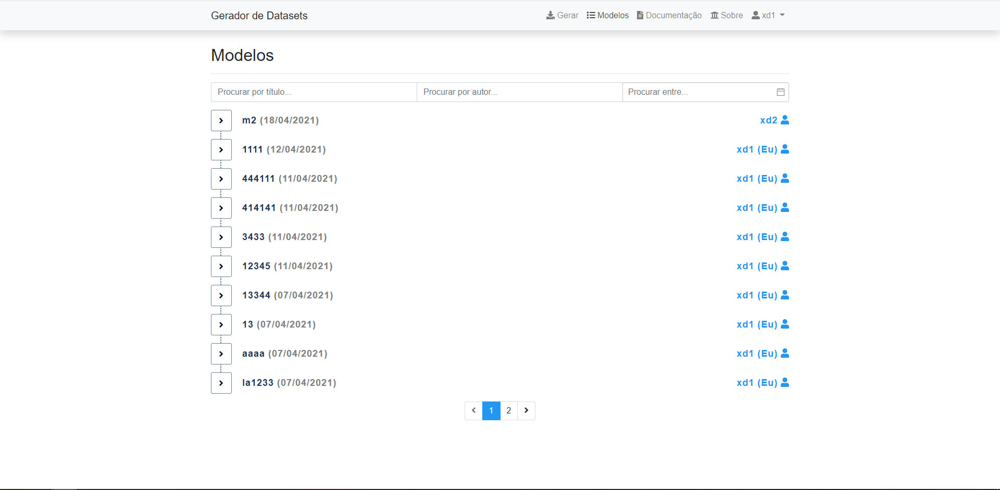 Gerador de Datasets Gerar Modelos Documentação Sobre xd1
Modelos
Procurar por título... Procurar por autor... Procurar entre...
m2 (18/04/2021) xd2
1111 (12/04/2021) xd1 (Eu)
444111 (11/04/2021) xd1 (Eu)
414141 (11/04/2021) xd1 (Eu)
3433 (11/04/2021) xd1 (Eu)
12345 (11/04/2021) xd1 (Eu)
13344 (07/04/2021) xd1 (Eu)
13 (07/04/2021) xd1 (Eu)
aaaa (07/04/2021) xd1 (Eu)
la1233 (07/04/2021) xd1 (Eu)
1 2